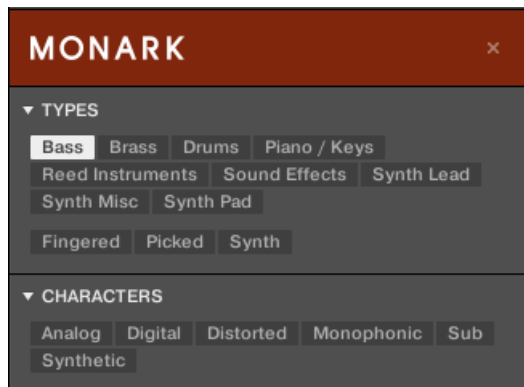 MONARK ×
▼ TYPES
Bass Brass Drums Piano / Keys
Reed Instruments Sound Effects Synth Lead
Synth Misc Synth Pad
Fingered Picked Synth
▼ CHARACTERS
Analog Digital Distorted Monophonic Sub
Synthetic